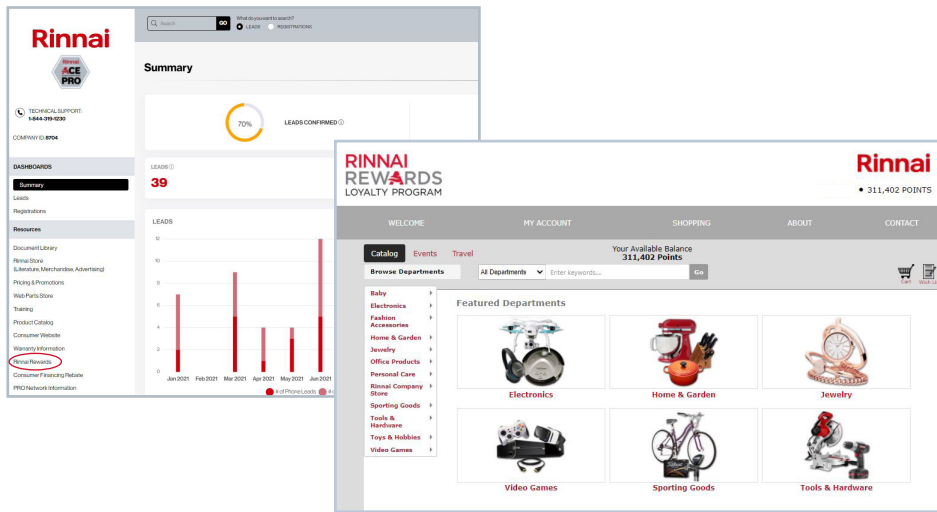 Rinnai
Rinnai
ACE
PRO
TECHNICAL SUPPORT:
1-844-319-1230
COMPANY ID: 8704
DASHBOARDS
Summary
Leads
Registrations
Resources
Document Library
Rinnai Store
(Literature, Merchandise, Advertising)
Pricing & Promotions
Web Parts Store
Training
Product Catalog
Consumer Website
Warranty Information
Rinnai Rewards
Consumer Financing Rebate
PRO Network Information
Search
GO
What do you want to search?
LEADS
REGISTRATIONS
Summary
70%
LEADS CONFIRMED
LEADS
39
LEADS
12
10
8
6
4
2
0
Jan 2021 Feb 2021 Mar 2021 Apr 2021 May 2021 Jun 2021
# of Phone Leads
RINNAI
REWARDS
LOYALTY PROGRAM
Rinnai
• 311,402 POINTS
WELCOME
MY ACCOUNT
SHOPPING
ABOUT
CONTACT
Catalog
Events
Travel
Your Available Balance
311,402 Points
Browse Departments
All Departments
Enter keywords...
Go
Cart
Wish
Baby
Electronics
Fashion
Accessories
Home & Garden
Jewelry
Office Products
Personal Care
Rinnai Company
Store
Sporting Goods
Tools &
Hardware
Toys & Hobbies
Video Games
Featured Departments
Electronics
Home & Garden
Jewelry
Video Games
Sporting Goods
Tools & Hardware